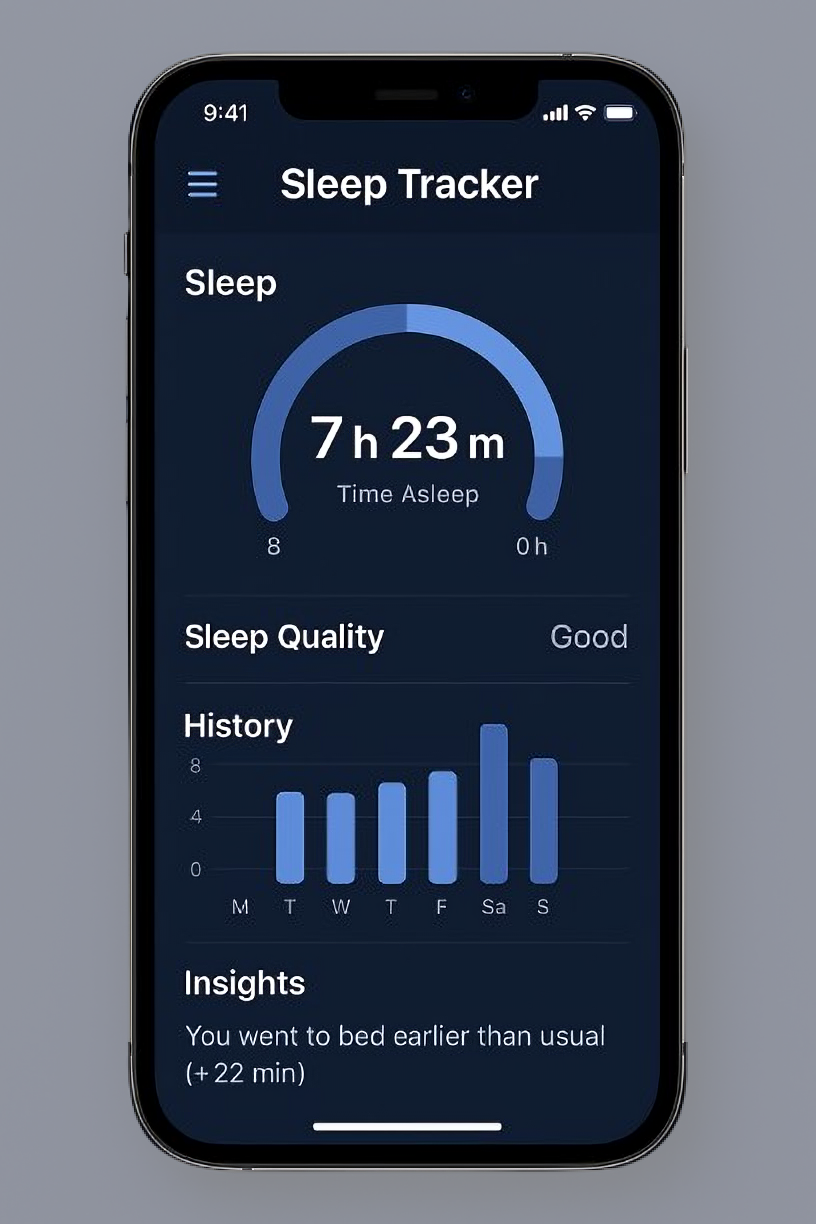 9:41
Sleep Tracker
Sleep
7 h 23 m
Time Asleep
8 0 h
Sleep Quality Good
History
8
4
0
M T W T F Sa S
Insights
You went to bed earlier than usual
(+22 min)